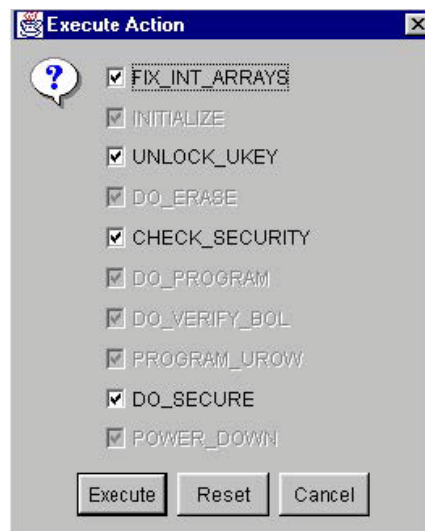 Execute Action
FIX_INT_ARRAYS
INITIALIZE
UNLOCK_UKEY
DO_ERASE
CHECK_SECURITY
DO_PROGRAM
DO_VERIFY_BOL
PROGRAM_UROW
DO_SECURE
POWER_DOWN
Execute Reset Cancel